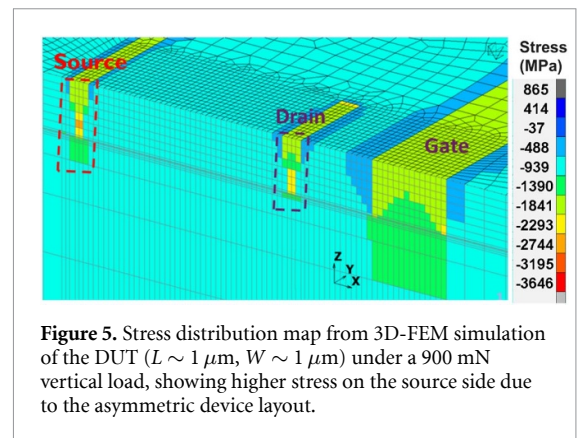 Source
Drain
Gate
Stress
(MPa)
865
414
-37
-488
-939
-1390
-1841
-2293
-2744
-3195
-3646
Z
Y
X
Figure 5. Stress distribution map from 3D-FEM simulation
of the DUT (L ∼ 1 μm, W ∼ 1 μm) under a 900 mN
vertical load, showing higher stress on the source side due
to the asymmetric device layout.